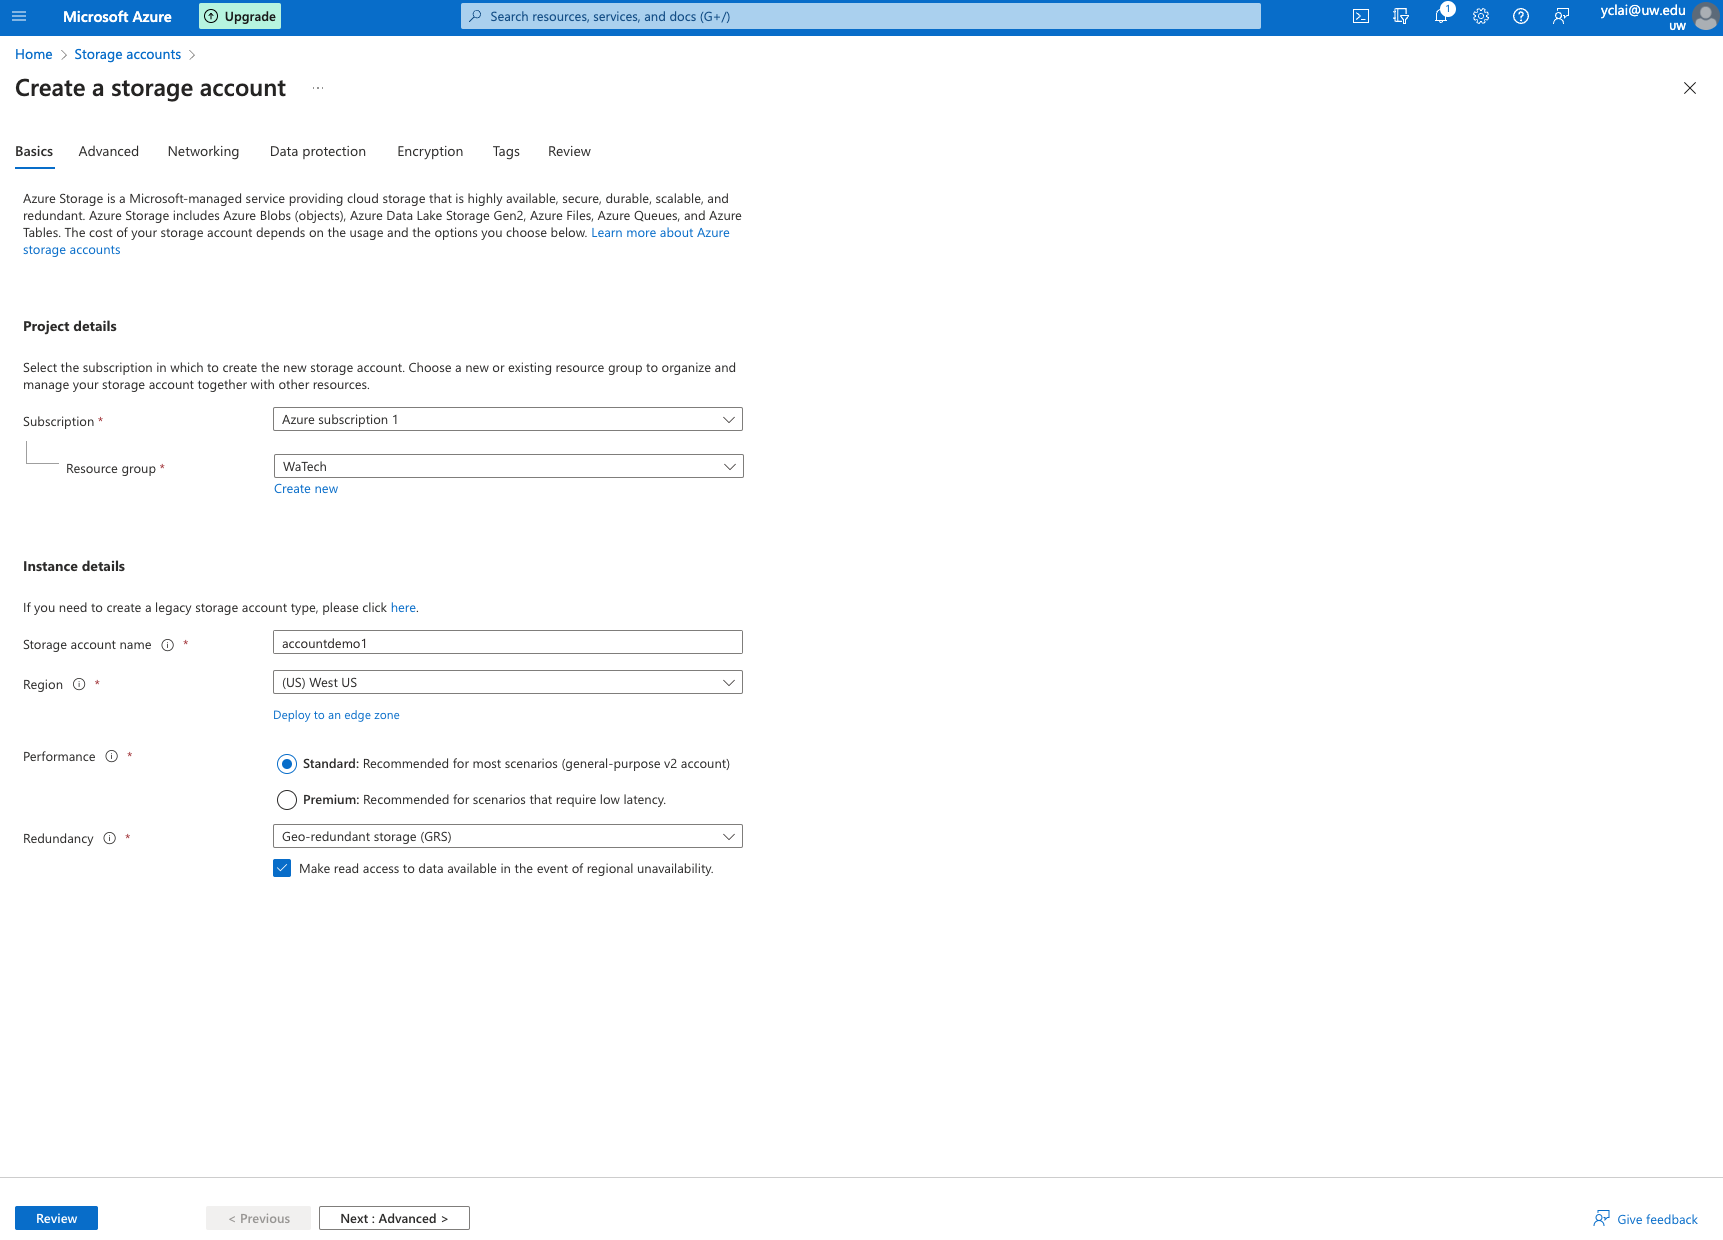 Microsoft Azure
Upgrade
Search resources, services, and docs (G+/)
1
yclai@uw.edu
UW
Home > Storage accounts >
Create a storage account ...
Basics Advanced Networking Data protection Encryption Tags Review
Azure Storage is a Microsoft-managed service providing cloud storage that is highly available, secure, durable, scalable, and
redundant. Azure Storage includes Azure Blobs (objects), Azure Data Lake Storage Gen2, Azure Files, Azure Queues, and Azure
Tables. The cost of your storage account depends on the usage and the options you choose below. Learn more about Azure
storage accounts
Project details
Select the subscription in which to create the new storage account. Choose a new or existing resource group to organize and
manage your storage account together with other resources.
Subscription * Azure subscription 1
Resource group * WaTech
Create new
Instance details
If you need to create a legacy storage account type, please click here.
Storage account name * accountdemo1
Region * (US) West US
Deploy to an edge zone
Performance *
Standard: Recommended for most scenarios (general-purpose v2 account)
Premium: Recommended for scenarios that require low latency.
Redundancy * Geo-redundant storage (GRS)
Make read access to data available in the event of regional unavailability.
Review < Previous Next : Advanced > Give feedback